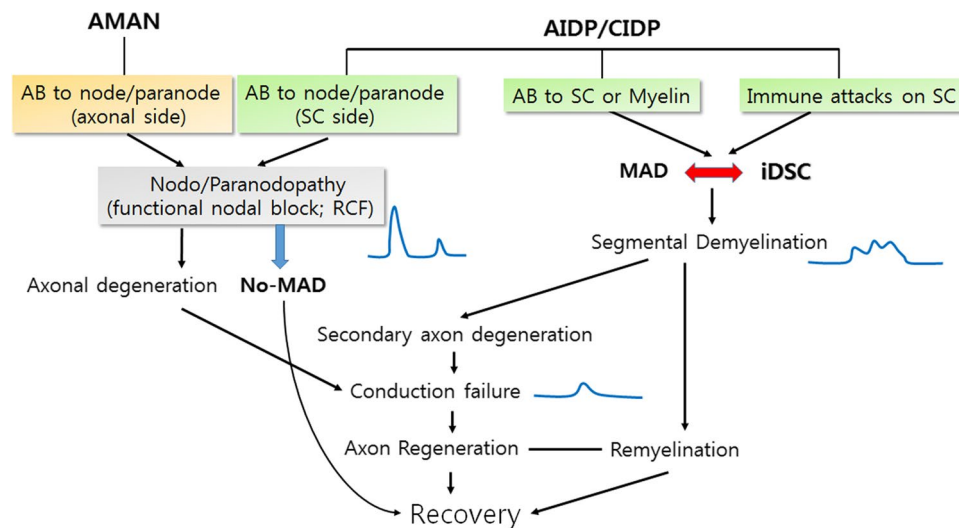 AMAN
AIDP/CIDP
AB to node/paranode
(axonal side)
AB to node/paranode
(SC side)
AB to SC or Myelin
Immune attacks on SC
MAD
iDSC
Nodo/Paranodopathy
(functional nodal block; RCF)
Segmental Demyelination
Axonal degeneration
No-MAD
Secondary axon degeneration
Conduction failure
Axon Regeneration
Remyelination
Recovery